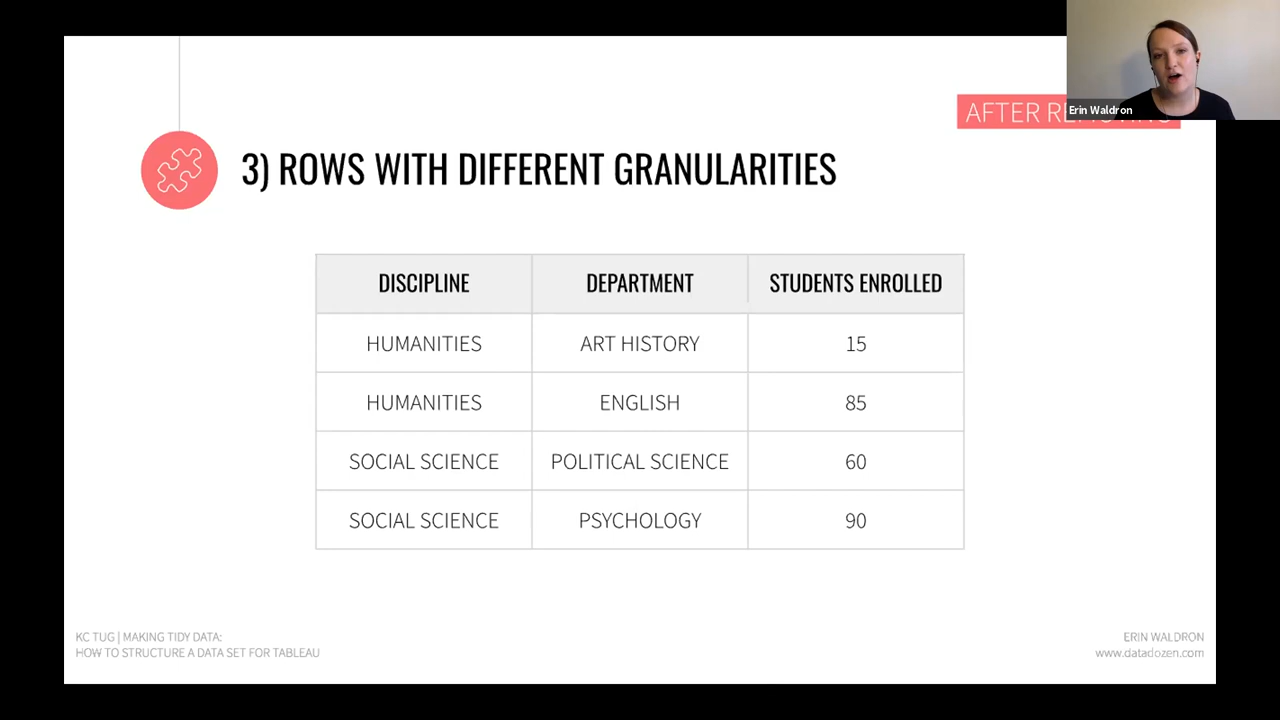 AFTER
Erin Waldron
3) ROWS WITH DIFFERENT GRANULARITIES
DISCIPLINE DEPARTMENT STUDENTS ENROLLED
HUMANITIES ART HISTORY 15
HUMANITIES ENGLISH 85
SOCIAL SCIENCE POLITICAL SCIENCE 60
SOCIAL SCIENCE PSYCHOLOGY 90
KC TUG | MAKING TIDY DATA:
HOW TO STRUCTURE A DATA SET FOR TABLEAU
ERIN WALDRON
www.datadozen.com